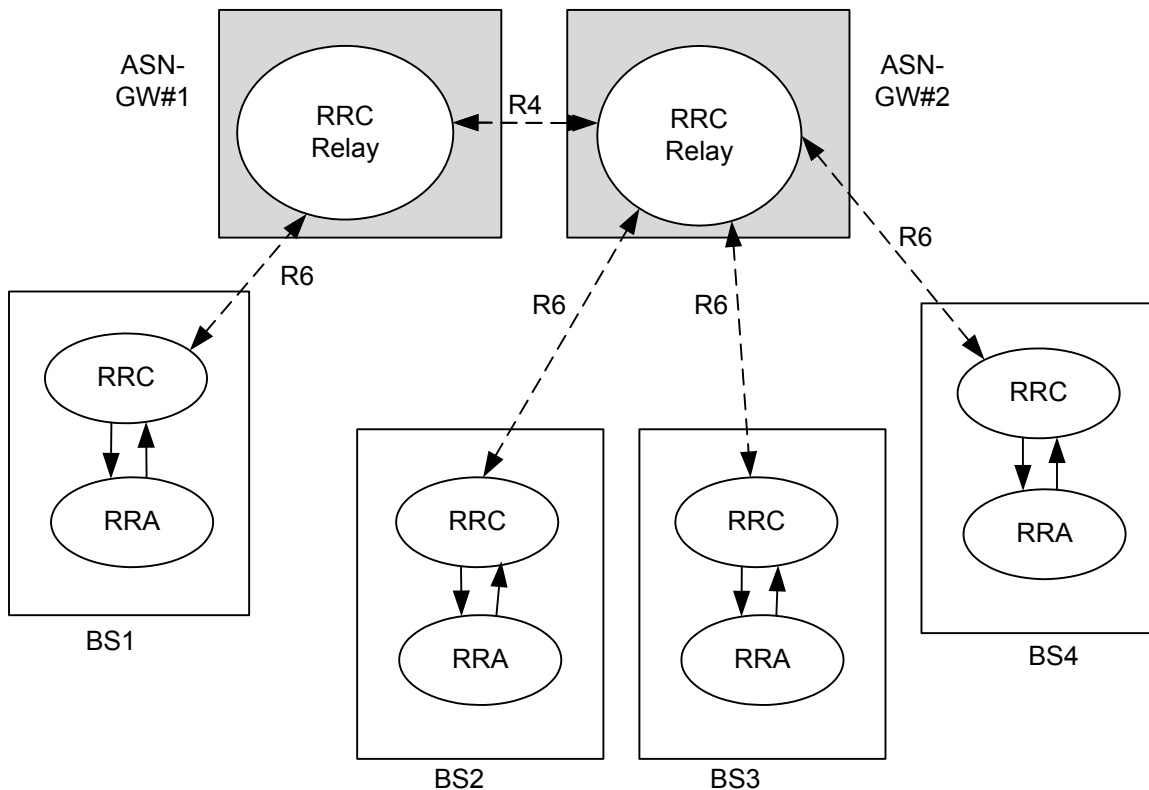 ASN-
GW#1
RRC
Relay
R4
RRC
Relay
ASN-
GW#2
R6
R6
R6
R6
RRC
RRA
BS1
RRC
RRA
BS2
RRC
RRA
BS3
RRC
RRA
BS4